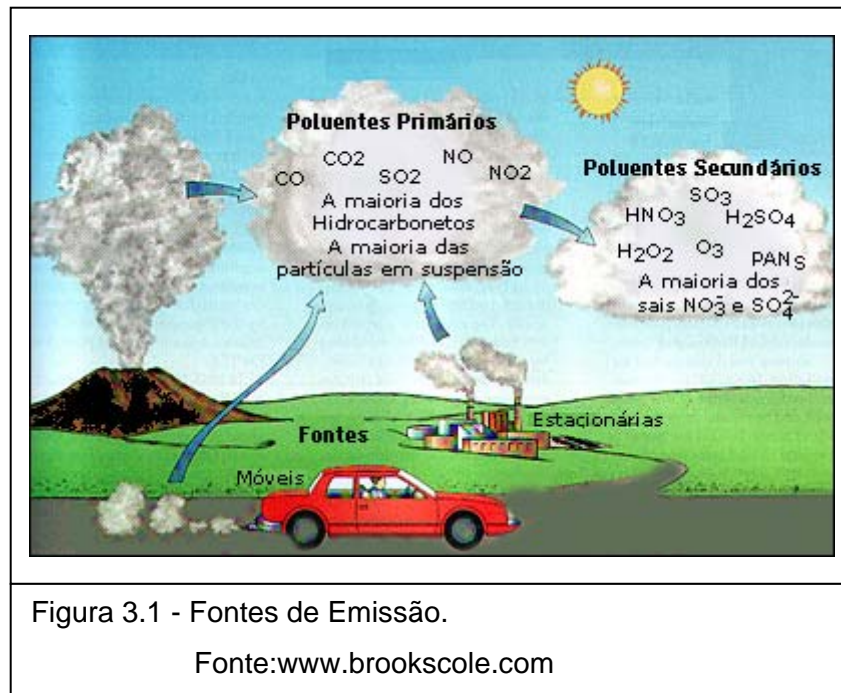 Poluentes Primários
CO CO2 SO2 NO NO2
A maioria dos
Hidrocarbonetos
A maioria das
partículas em suspensão
Poluentes Secundários
SO₃
HNO₃ H₂SO₄
H₂O₂ O₃ PANS
A maioria dos
sais NO₃⁻ e SO₄²⁻
Fontes
Estacionárias
Móveis
Figura 3.1 - Fontes de Emissão.
Fonte:www.brookscole.com